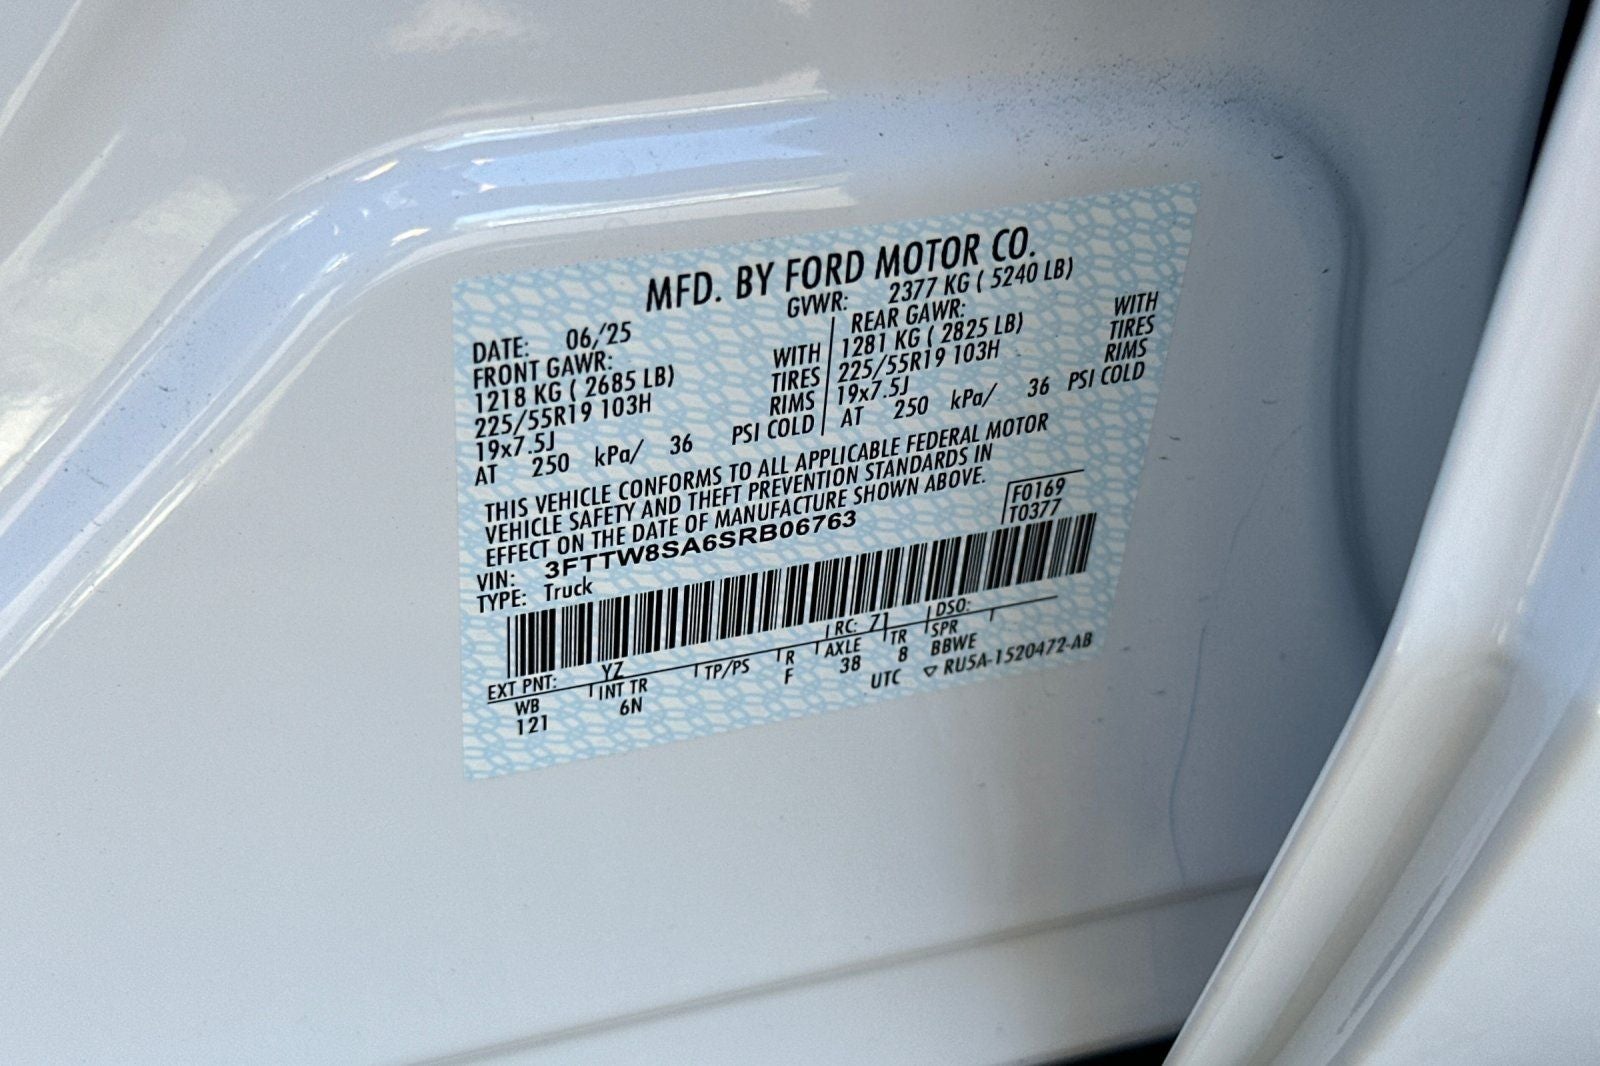 MFD. BY FORD MOTOR CO.
DATE: 06/25 GVWR: 2377 KG ( 5240 LB)
FRONT GAWR: REAR GAWR:
1218 KG ( 2685 LB) WITH 1281 KG ( 2825 LB) WITH
225/55R19 103H TIRES 225/55R19 103H TIRES
19x7.5J RIMS 19x7.5J RIMS
AT 250 kPa/ 36 PSI COLD AT 250 kPa/ 36 PSI COLD
THIS VEHICLE CONFORMS TO ALL APPLICABLE FEDERAL MOTOR
VEHICLE SAFETY AND THEFT PREVENTION STANDARDS IN
EFFECT ON THE DATE OF MANUFACTURE SHOWN ABOVE.
VIN: 3FTTW8SA6SRB06763 F0169
TYPE: Truck T0377
EXT PNT: YZ RC: 71 DSO:
WB INT TR TP/PS R AXLE TR SPR
121 6N F 38 8 BBWE
UTC ▽ RU5A-1520472-AB